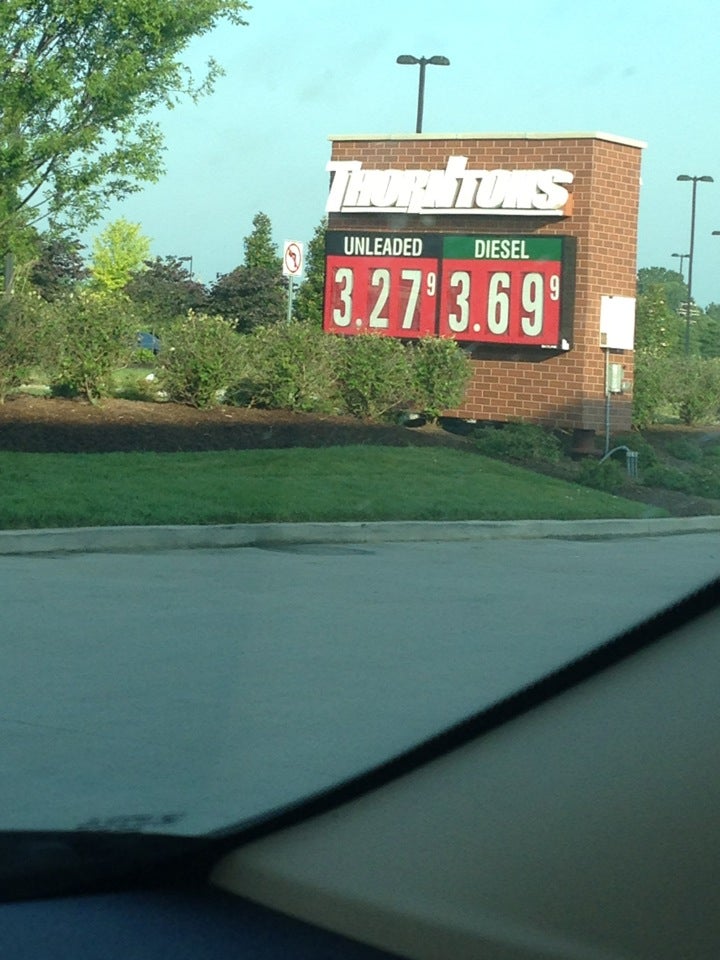 THORNTONS
UNLEADED DIESEL
3.27 9 3.69 9